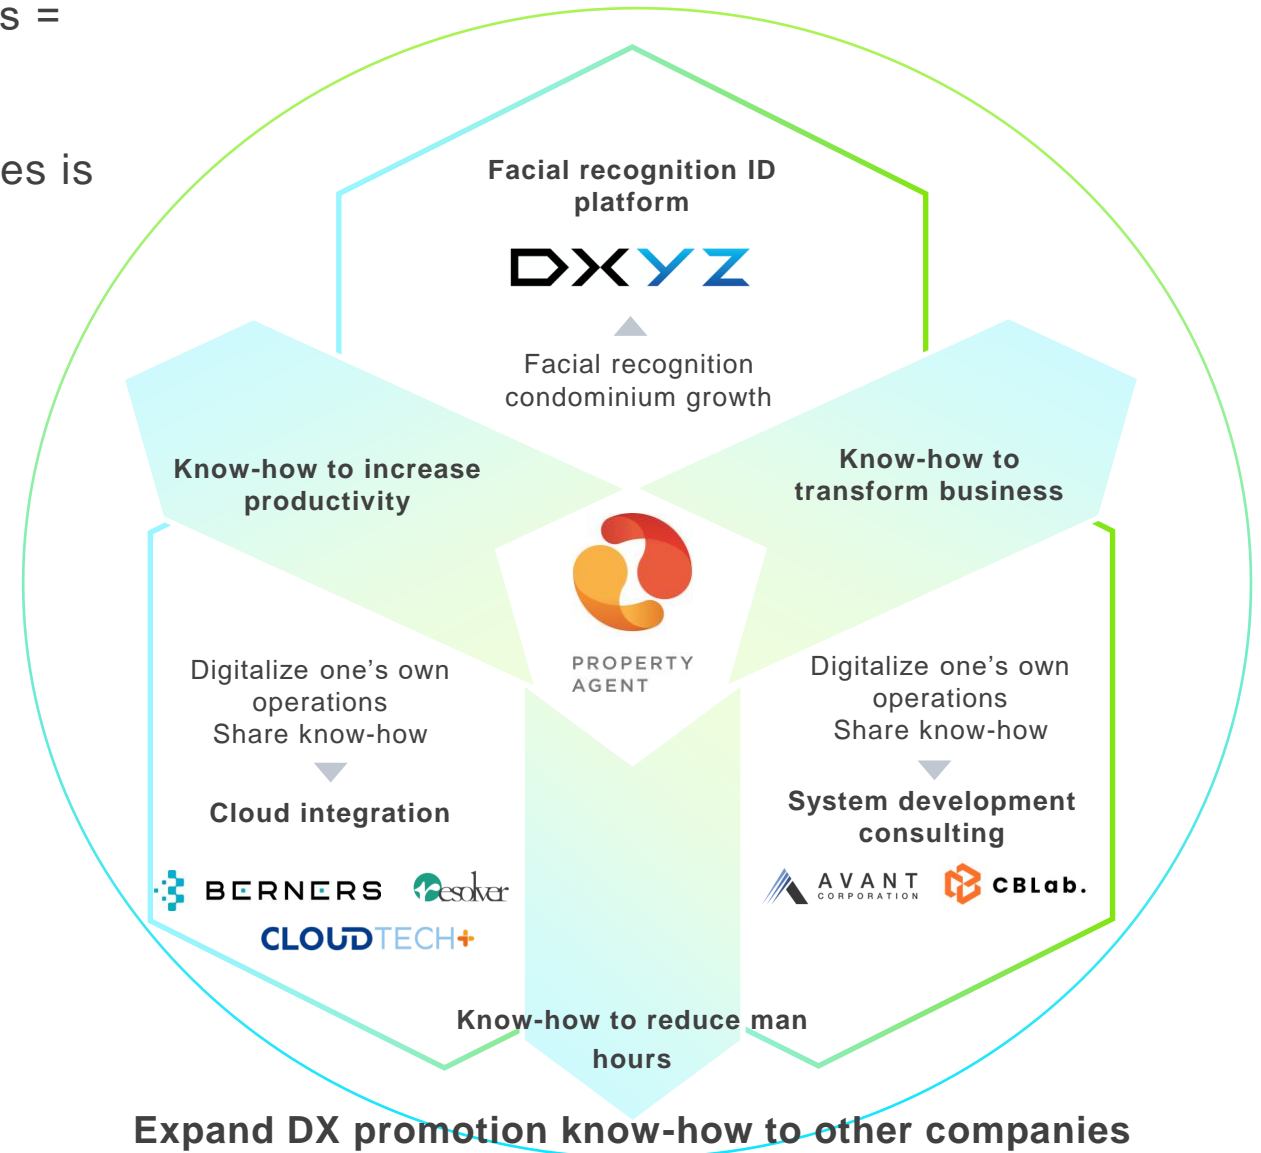 s =
es is
Facial recognition ID
platform
DXYZ
Facial recognition
condominium growth
Know-how to increase
productivity
Know-how to
transform business
PROPERTY
AGENT
Digitalize one’s own
operations
Share know-how
Cloud integration
BERNERS
Resolver
CLOUDTECH+
Digitalize one’s own
operations
Share know-how
System development
consulting
AVANT
CORPORATION
CBLab.
Know-how to reduce man
hours
Expand DX promotion know-how to other companies